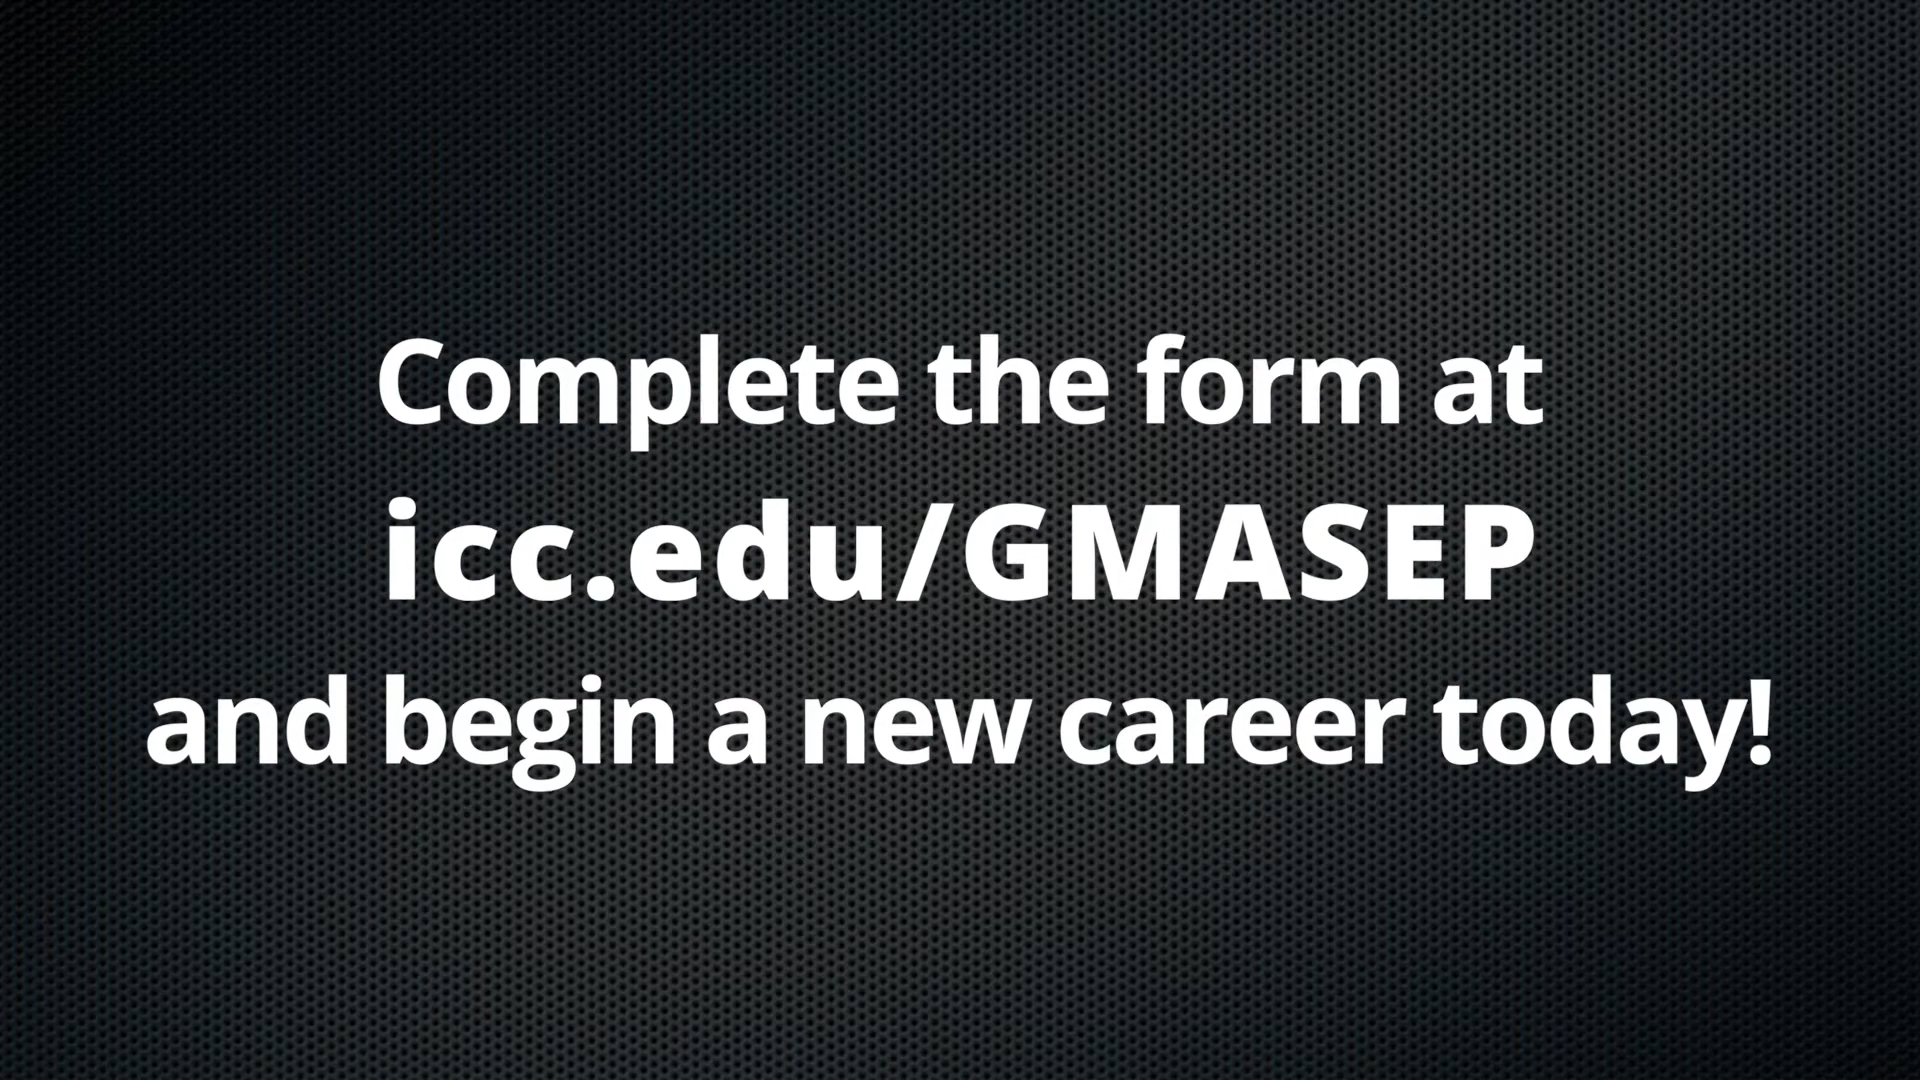 Complete the form at
icc.edu/GMASEP
and begin a new career today!